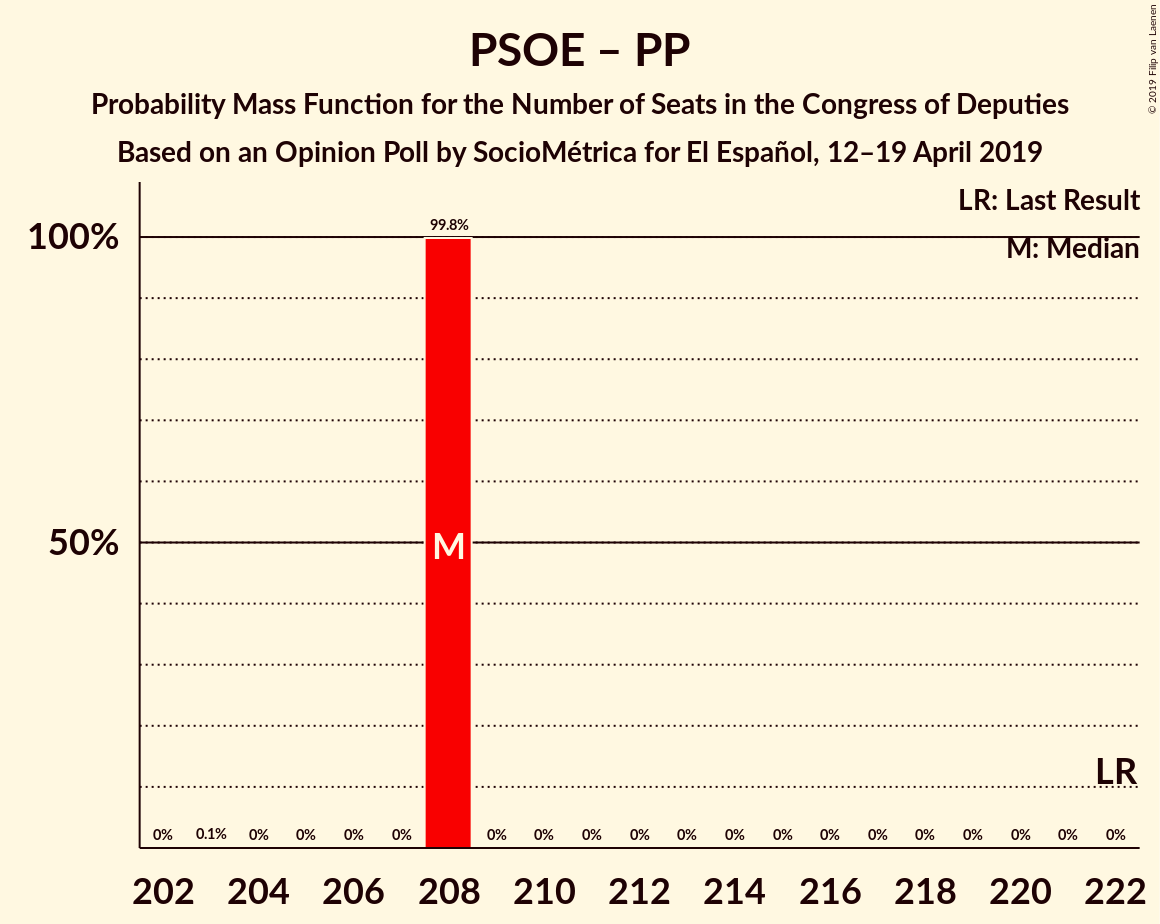 PSOE – PP
Probability Mass Function for the Number of Seats in the Congress of Deputies
Based on an Opinion Poll by SocioMétrica for El Español, 12–19 April 2019
© 2019 Filip van Laenen
LR: Last Result
M: Median
99.8%
100%
50%
M
LR
0% 0.1% 0% 0% 0% 0% 0% 0% 0% 0% 0% 0% 0% 0% 0% 0% 0% 0% 0% 0%
202 204 206 208 210 212 214 216 218 220 222